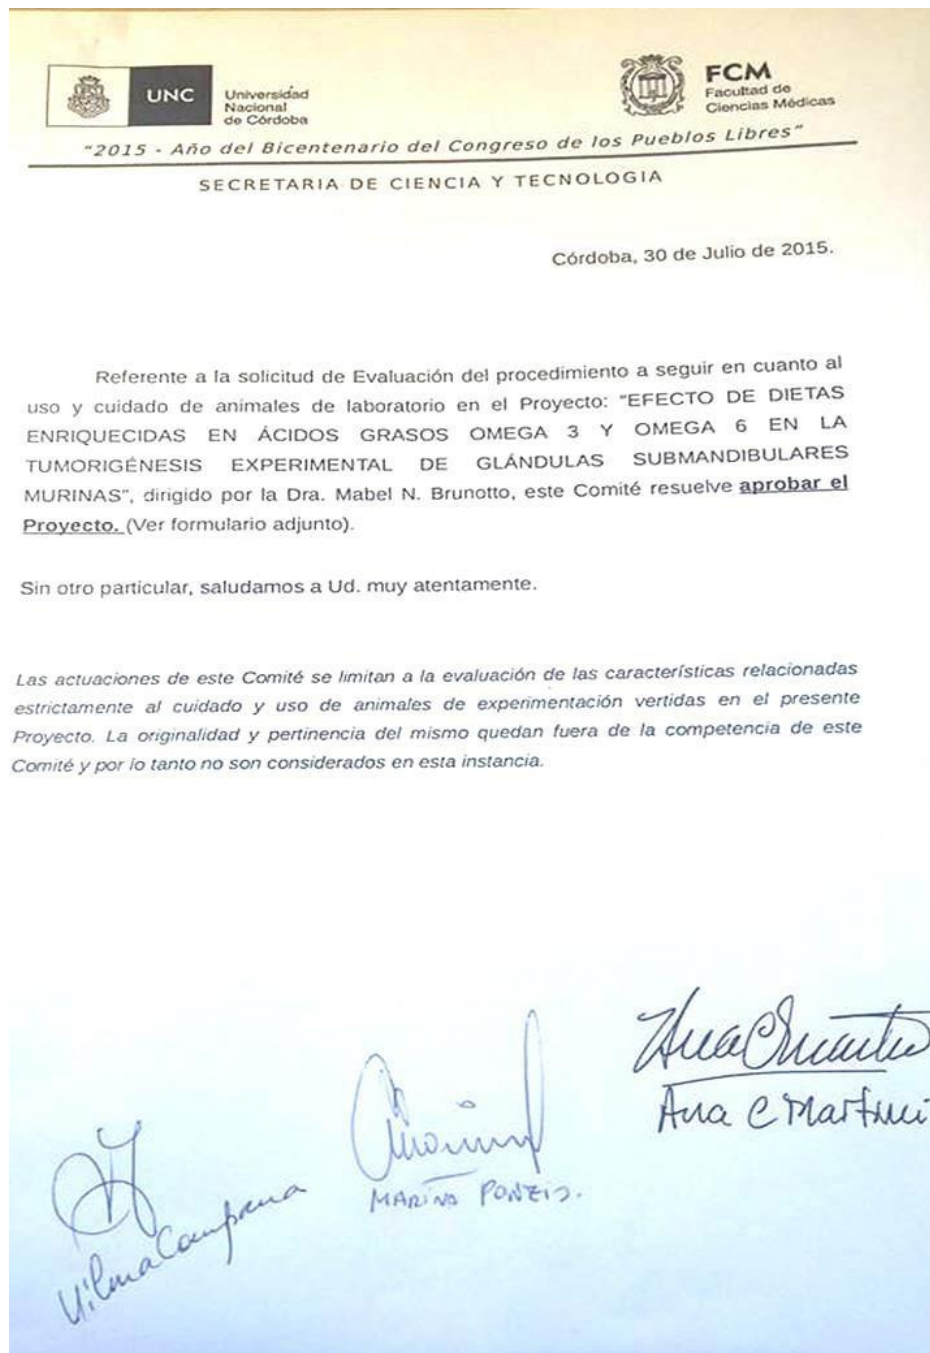 UNC
Universidad
Nacional
de Córdoba
FCM
Facultad de
Ciencias Médicas
"2015 - Año del Bicentenario del Congreso de los Pueblos Libres"
SECRETARIA DE CIENCIA Y TECNOLOGIA
Córdoba, 30 de Julio de 2015.
Referente a la solicitud de Evaluación del procedimiento a seguir en cuanto al
uso y cuidado de animales de laboratorio en el Proyecto: "EFECTO DE DIETAS
ENRIQUECIDAS EN ÁCIDOS GRASOS OMEGA 3 Y OMEGA 6 EN LA
TUMORIGÉNESIS EXPERIMENTAL DE GLÁNDULAS SUBMANDIBULARES
MURINAS", dirigido por la Dra. Mabel N. Brunotto, este Comité resuelve aprobar el
Proyecto. (Ver formulario adjunto).
Sin otro particular, saludamos a Ud. muy atentamente.
Las actuaciones de este Comité se limitan a la evaluación de las características relacionadas
estrictamente al cuidado y uso de animales de experimentación vertidas en el presente
Proyecto. La originalidad y pertinencia del mismo quedan fuera de la competencia de este
Comité y por lo tanto no son considerados en esta instancia.
Ana C Martini
MARINA
Vilma Campana